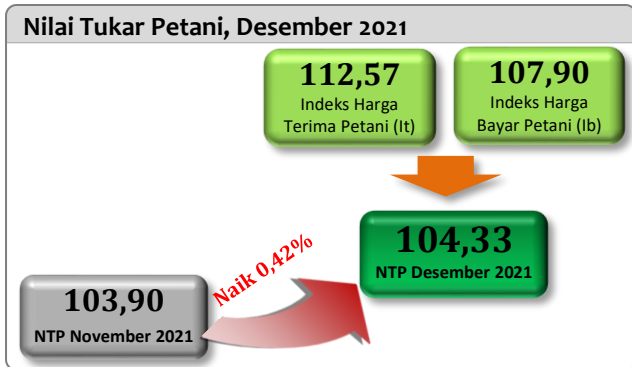 Nilai Tukar Petani, Desember 2021
112,57
Indeks Harga
Terima Petani (It)
107,90
Indeks Harga
Bayar Petani (Ib)
104,33
NTP Desember 2021
Naik 0,42%
103,90
NTP November 2021